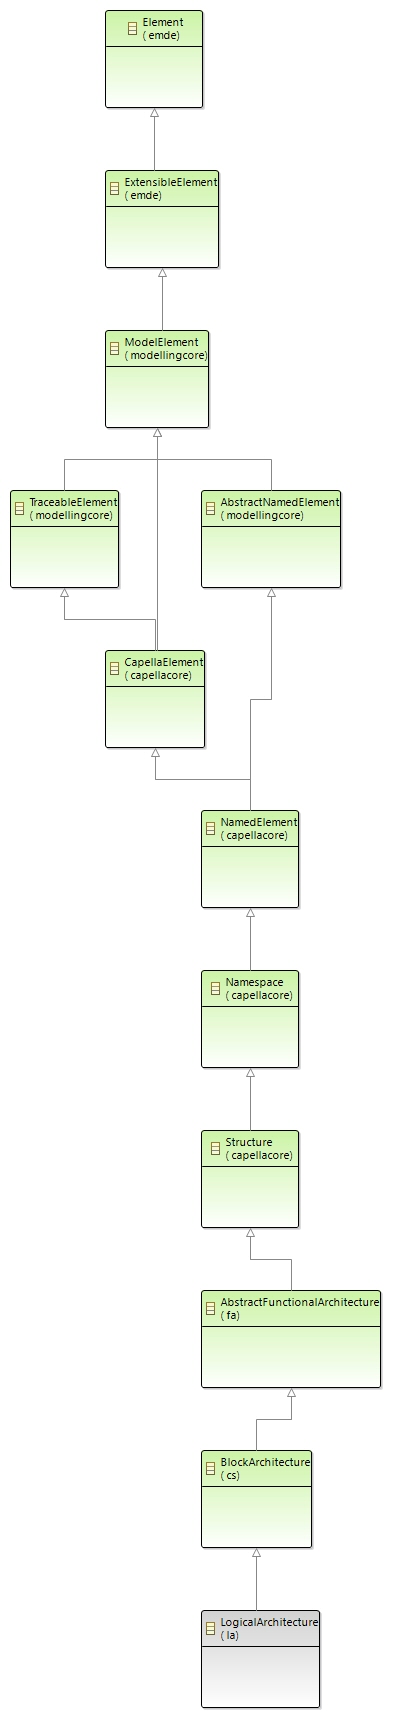 Element
( emde)
ExtensibleElement
( emde)
ModelElement
( modellingcore)
TraceableElement
( modellingcore)
AbstractNamedElement
( modellingcore)
CapellaElement
( capellacore)
NamedElement
( capellacore)
Namespace
( capellacore)
Structure
( capellacore)
AbstractFunctionalArchitecture
( fa)
BlockArchitecture
( cs)
LogicalArchitecture
( la)